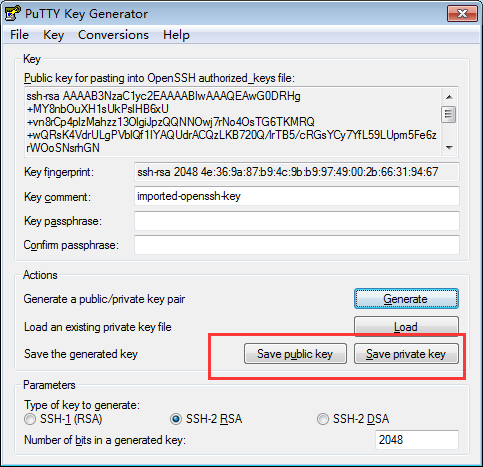 PuTTY Key Generator
File Key Conversions Help
Key
Public key for pasting into OpenSSH authorized_keys file:
ssh-rsa AAAAB3NzaC1yc2EAAAABIwAAAQEAwG0DRHg
+MY8nbOuXH1sUkPsIHB6xU
+vn8rCp4plzMahzz13OlgiJpzQQNNOwj7rNo4OsTG6TKMRQ
+wQRsK4VdrULgPVblQf1IYAQUdrACQzLKB720Q/lrTB5/cRGsYCy7YfL59LUpm5Fe6z
rWOoSNsrhGN
Key fingerprint: ssh-rsa 2048 4e:36:9a:87:b9:4c:9b:b9:97:49:00:2b:66:31:94:67
Key comment: imported-openssh-key
Key passphrase:
Confirm passphrase:
Actions
Generate a public/private key pair Generate
Load an existing private key file Load
Save the generated key Save public key Save private key
Parameters
Type of key to generate:
SSH-1 (RSA) SSH-2 RSA SSH-2 DSA
Number of bits in a generated key: 2048